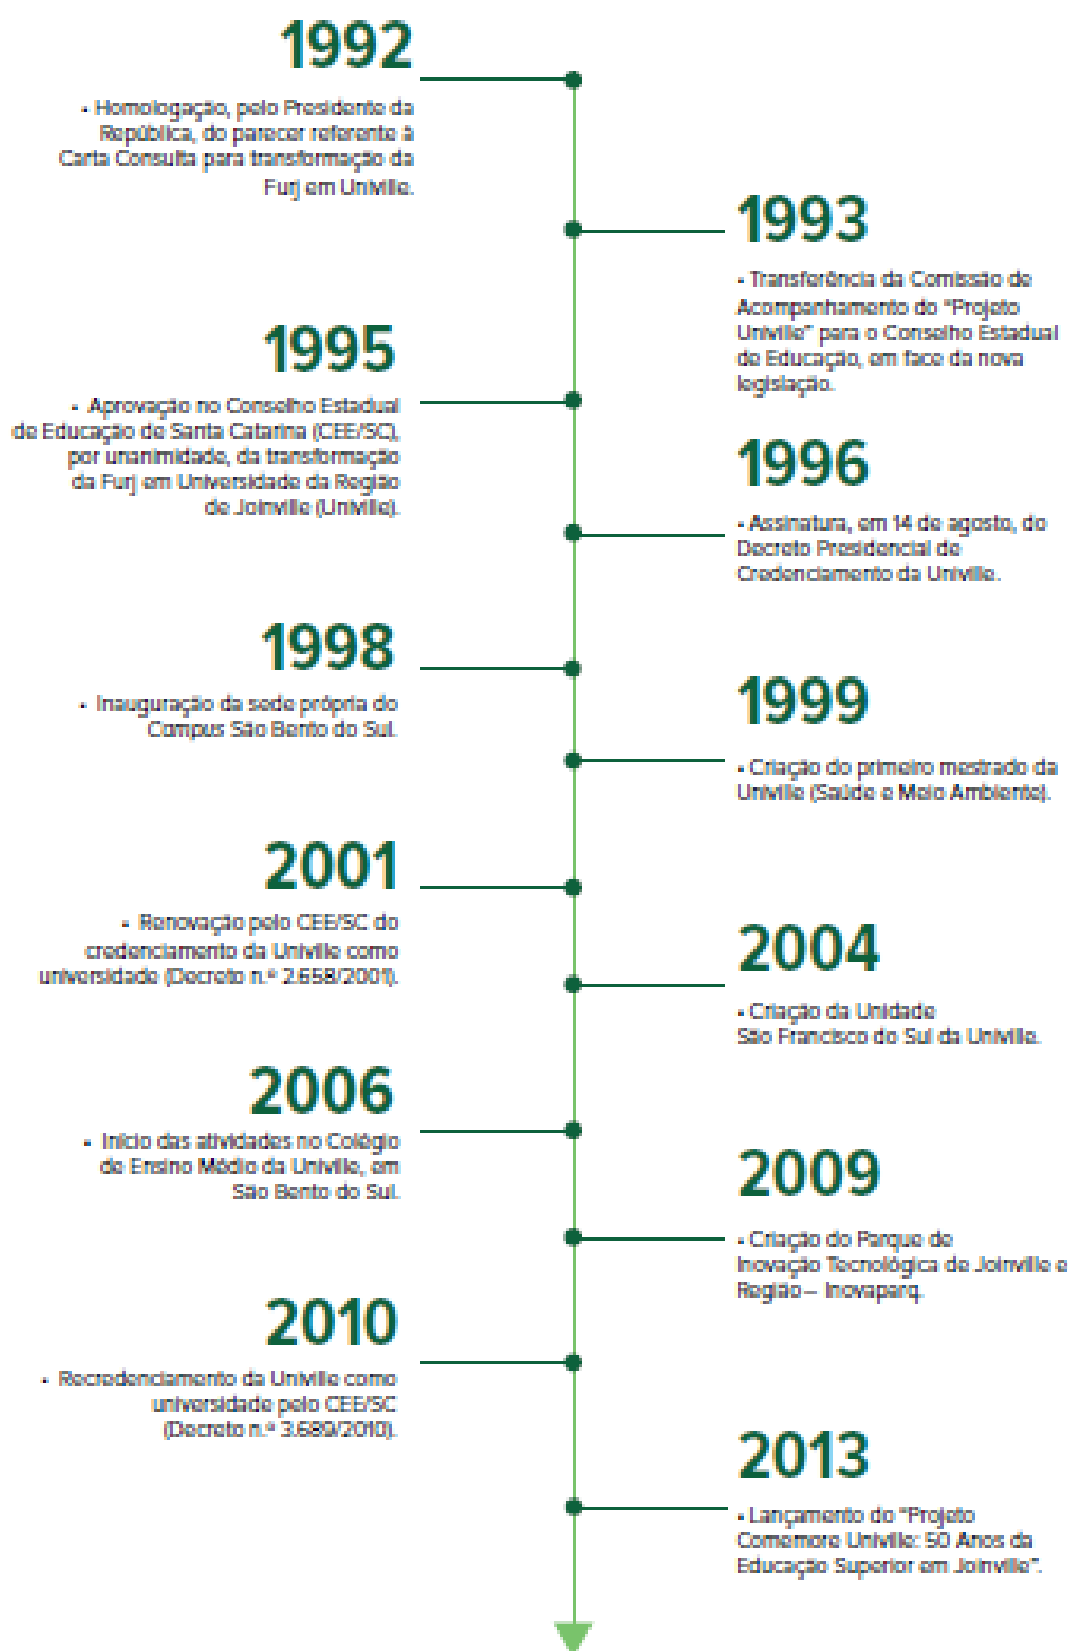 1992
• Homologação, pelo Presidente da
República, do parecer referente à
Carta Consulta para transformação da
Furj em Univille.
1993
• Transferência da Comissão de
Acompanhamento do "Projeto
Univille" para o Conselho Estadual
de Educação, em face da nova
legislação.
1995
• Aprovação no Conselho Estadual
de Educação de Santa Catarina (CEE/SC),
por unanimidade, da transformação
da Furj em Universidade da Região
de Joinville (Univille).
1996
• Assinatura, em 14 de agosto, do
Decreto Presidencial de
Credenciamento da Univille.
1998
• Inauguração da sede própria do
Campus São Bento do Sul.
1999
• Criação do primeiro mestrado da
Univille (Saúde e Meio Ambiente).
2001
• Renovação pelo CEE/SC do
credenciamento da Univille como
universidade (Decreto n.º 2.658/2001).
2004
• Criação da Unidade
São Francisco do Sul da Univille.
2006
• Início das atividades no Colégio
de Ensino Médio da Univille, em
São Bento do Sul.
2009
• Criação do Parque de
Inovação Tecnológica de Joinville e
Região – Inovaparq.
2010
• Recredenciamento da Univille como
universidade pelo CEE/SC
(Decreto n.º 3.689/2010).
2013
• Lançamento do "Projeto
Comemore Univille: 50 Anos da
Educação Superior em Joinville".